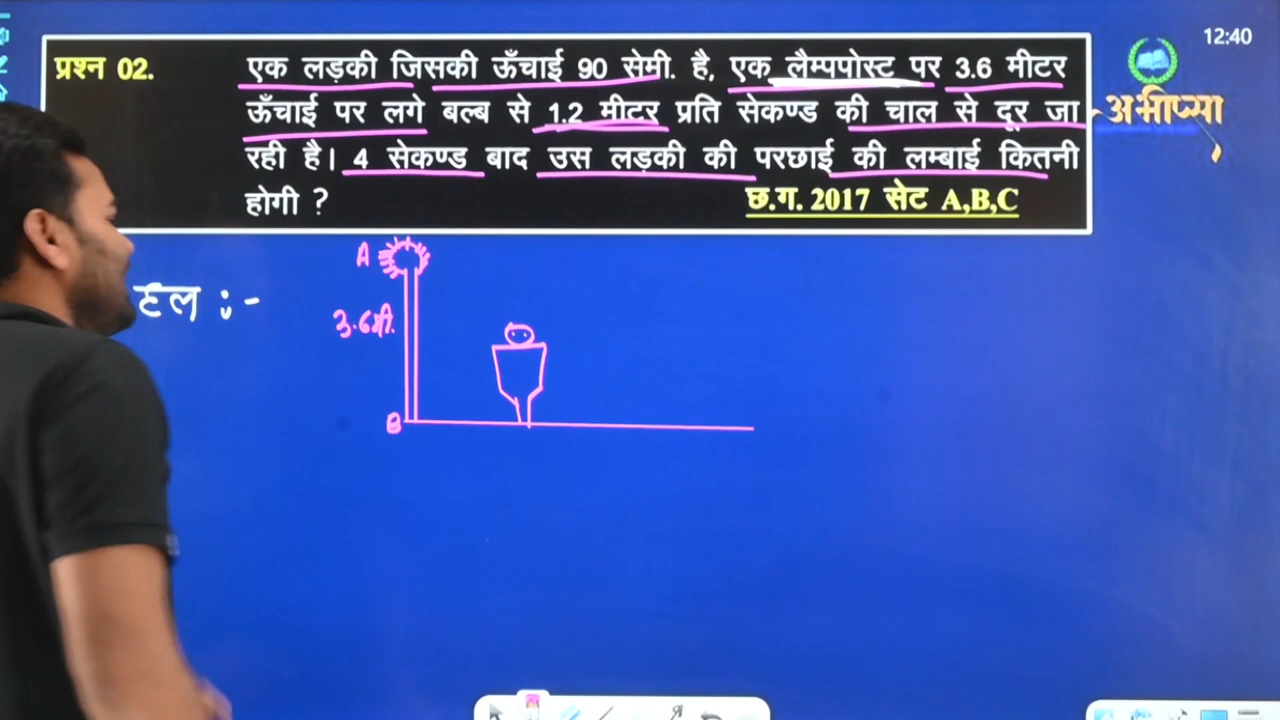 12:40
प्रश्न 02.
एक लड़की जिसकी ऊँचाई 90 सेमी. है, एक लैम्पपोस्ट पर 3.6 मीटर
ऊँचाई पर लगे बल्ब से 1.2 मीटर प्रति सेकण्ड की चाल से दूर जा
रही है। 4 सेकण्ड बाद उस लड़की की परछाई की लम्बाई कितनी
होगी ?
छ.ग. 2017 सेट A,B,C
अभीप्सा
हल :-
A
3.6मी.
B